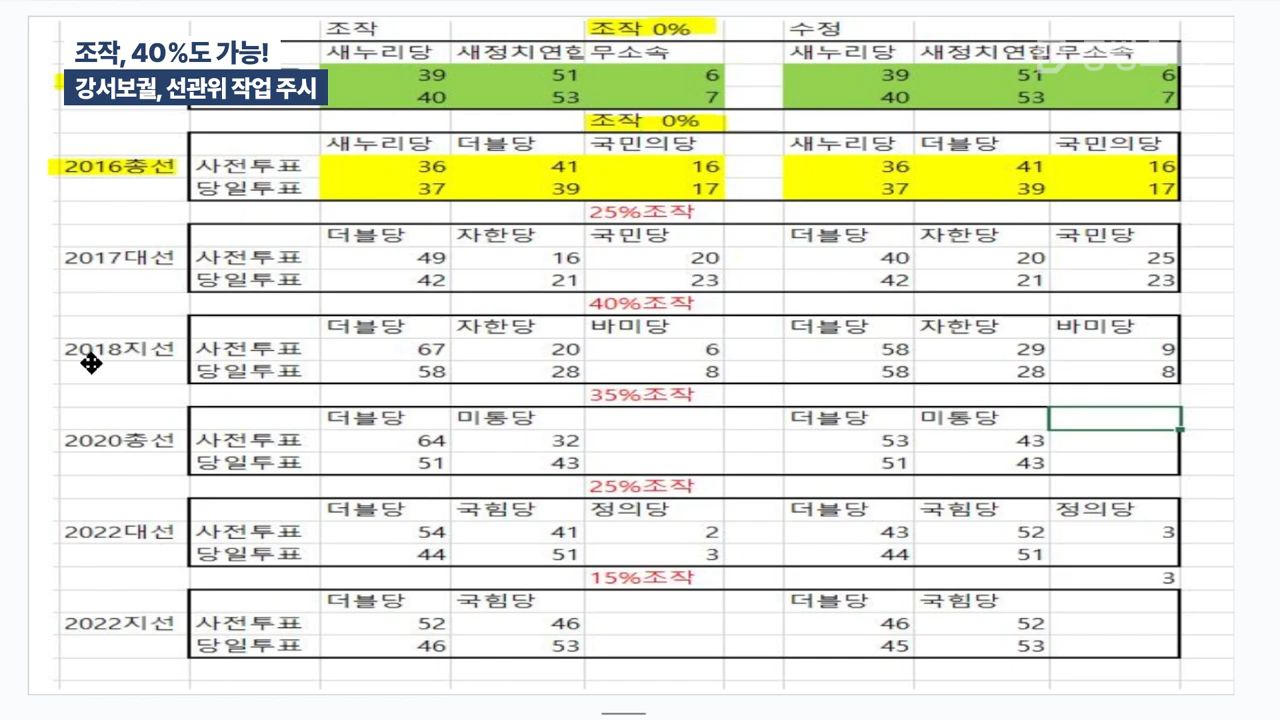 조작, 40%도 가능!
강서보궐, 선관위 작업 주시
조작 조작 0% 수정
새누리당 새정치연합 무소속 새누리당 새정치연합 무소속
39 51 6 39 51 6
40 53 7 40 53 7
조작 0%
새누리당 더블당 국민의당 새누리당 더블당 국민의당
2016총선 사전투표 36 41 16 36 41 16
당일투표 37 39 17 37 39 17
25%조작
더블당 자한당 국민당 더블당 자한당 국민당
2017대선 사전투표 49 16 20 40 20 25
당일투표 42 21 23 42 21 23
40%조작
더블당 자한당 바미당 더블당 자한당 바미당
2018지선 사전투표 67 20 6 58 29 9
당일투표 58 28 8 58 28 8
35%조작
더블당 미통당 더블당 미통당
2020총선 사전투표 64 32 53 43
당일투표 51 43 51 43
25%조작
더블당 국힘당 정의당 더블당 국힘당 정의당
2022대선 사전투표 54 41 2 43 52 3
당일투표 44 51 3 44 51
15%조작 3
더블당 국힘당 더블당 국힘당
2022지선 사전투표 52 46 46 52
당일투표 46 53 45 53